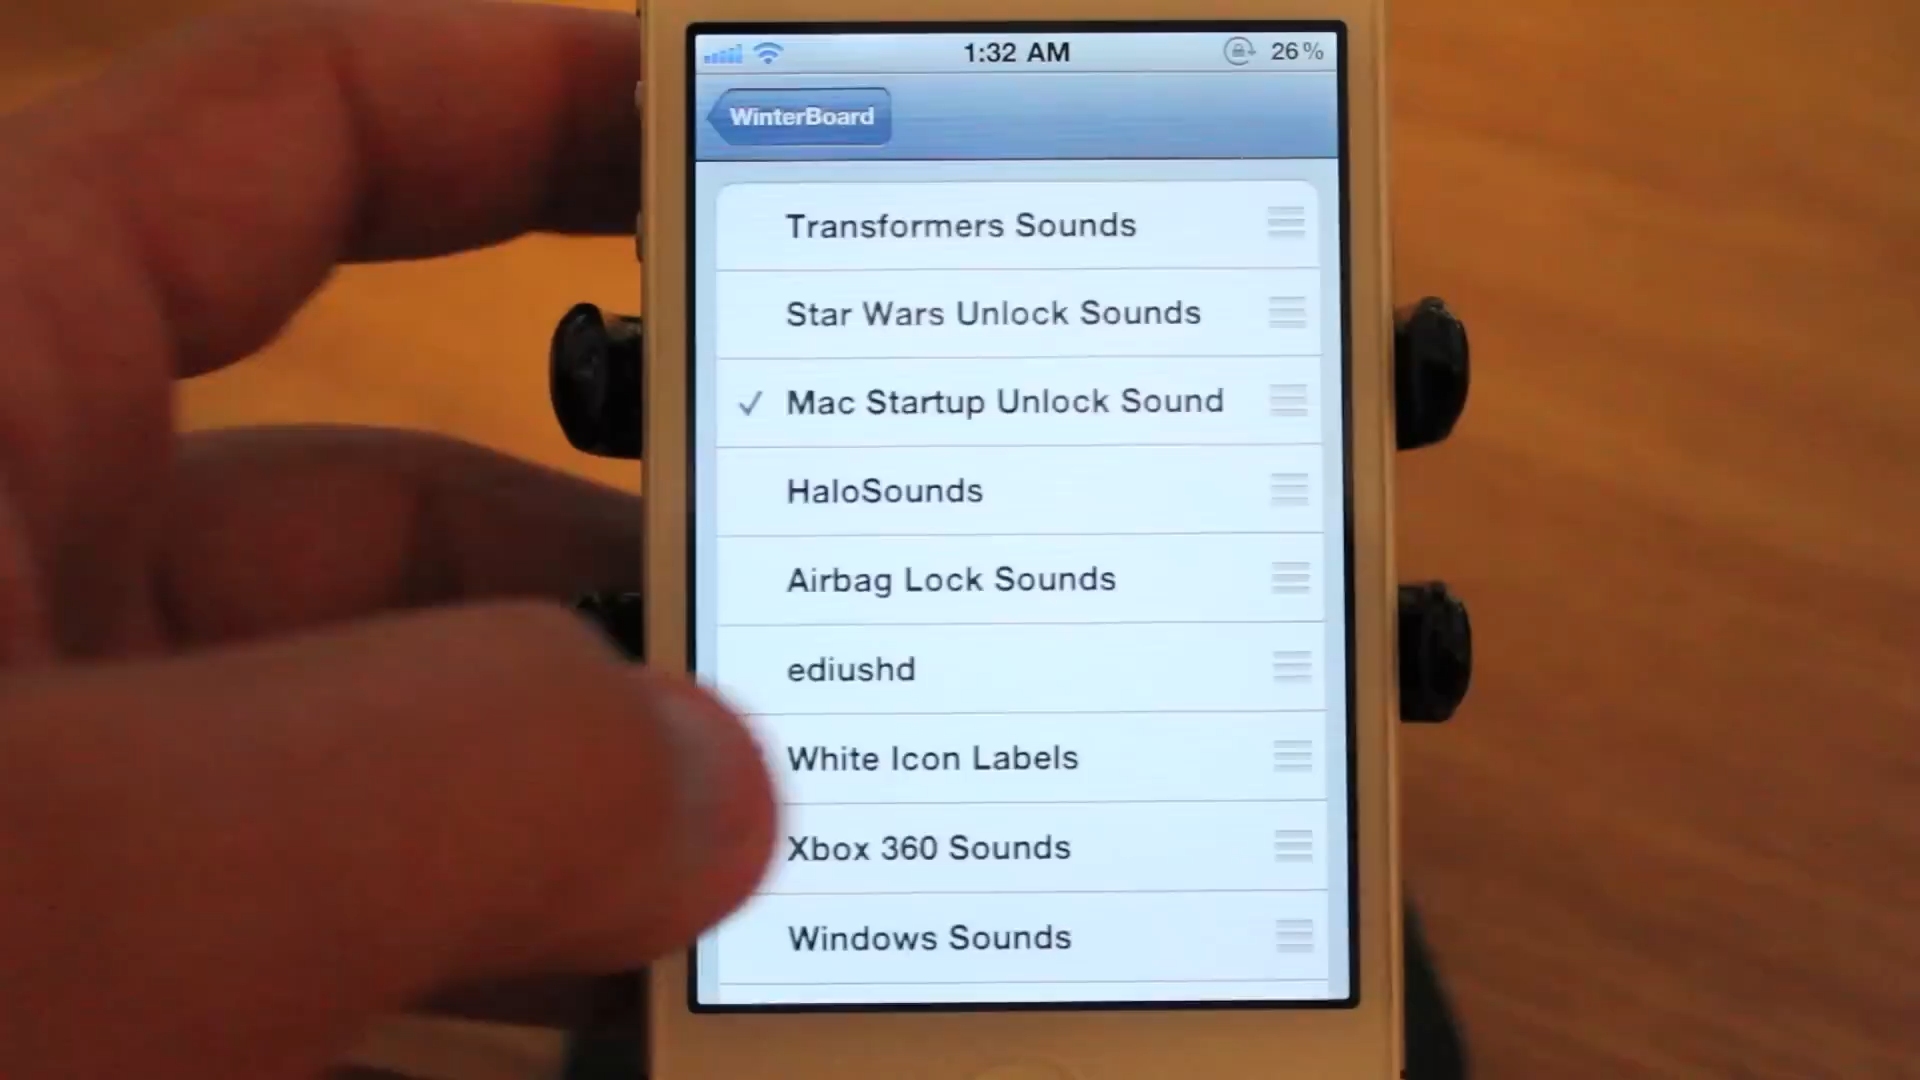 1:32 AM
26%
WinterBoard
Transformers Sounds
Star Wars Unlock Sounds
Mac Startup Unlock Sound
HaloSounds
Airbag Lock Sounds
ediushd
White Icon Labels
Xbox 360 Sounds
Windows Sounds